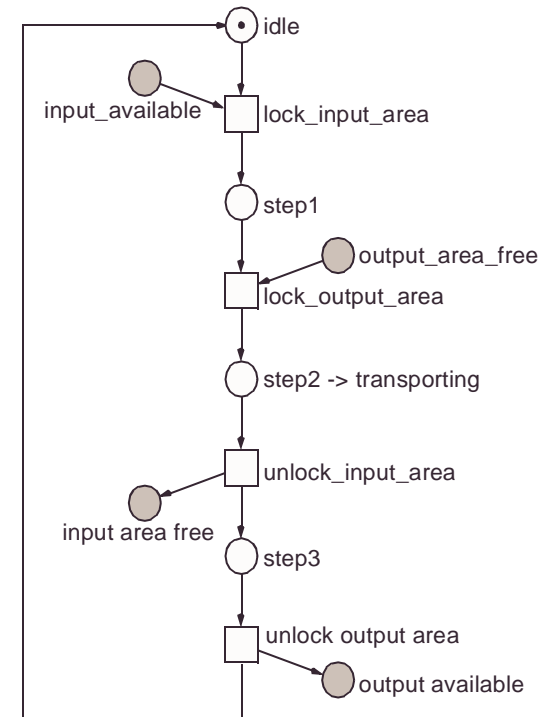 idle
input_available
lock_input_area
step1
output_area_free
lock_output_area
step2 -> transporting
unlock_input_area
input area free
step3
unlock output area
output available